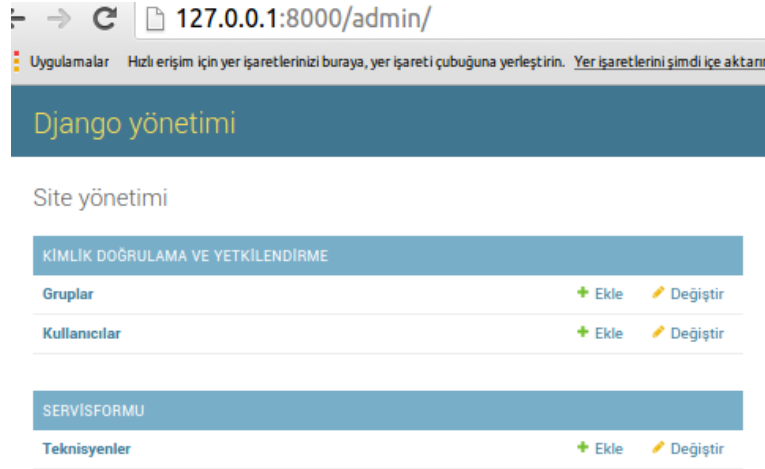 127.0.0.1:8000/admin/
Uygulamalar Hızlı erişim için yer işaretlerinizi buraya, yer işareti çubuğuna yerleştirin. Yer işaretlerini şimdi içe
Django yönetimi
Site yönetimi
KİMLİK DOĞRULAMA VE YETKİLENDİRME
Gruplar Ekle Değiştir
Kullanıcılar Ekle Değiştir
SERVİSFORMU
Teknisyenler Ekle Değiştir